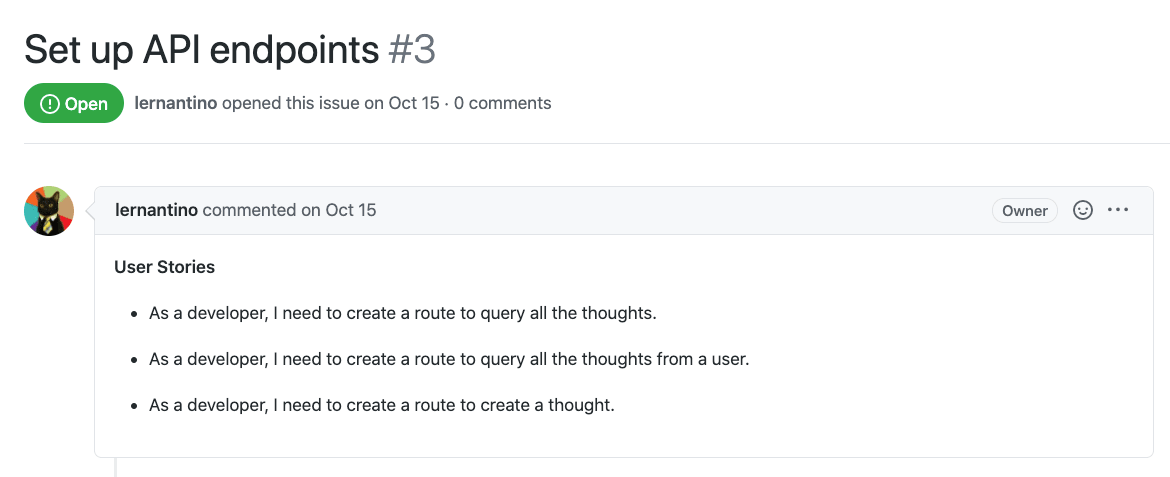 Set up API endpoints #3
Open lernantino opened this issue on Oct 15 · 0 comments
lernantino commented on Oct 15 Owner
User Stories
• As a developer, I need to create a route to query all the thoughts.
• As a developer, I need to create a route to query all the thoughts from a user.
• As a developer, I need to create a route to create a thought.